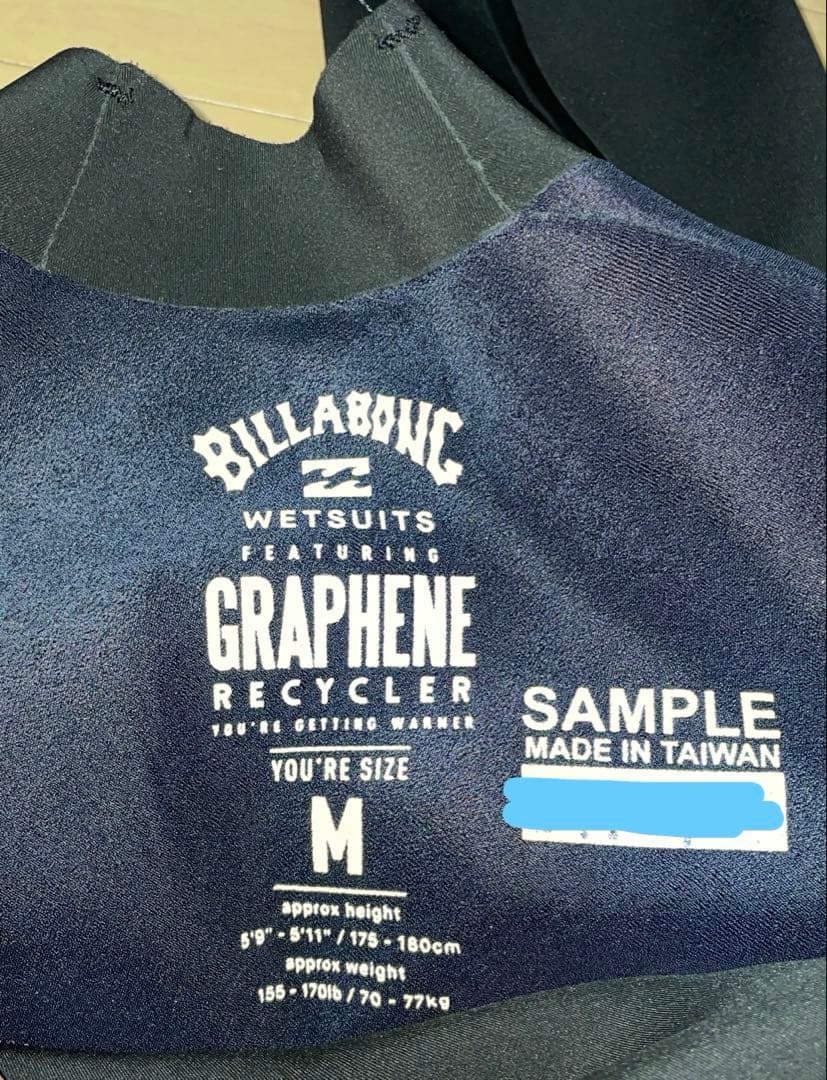 BILLABONG
WETSUITS
FEATURING
GRAPHENE
RECYCLER
YOU'RE GETTING WARMER
YOU'RE SIZE
M
approx height
5'9" - 5'11" / 175 - 180cm
approx weight
155 - 170lb / 70 - 77kg
SAMPLE
MADE IN TAIWAN